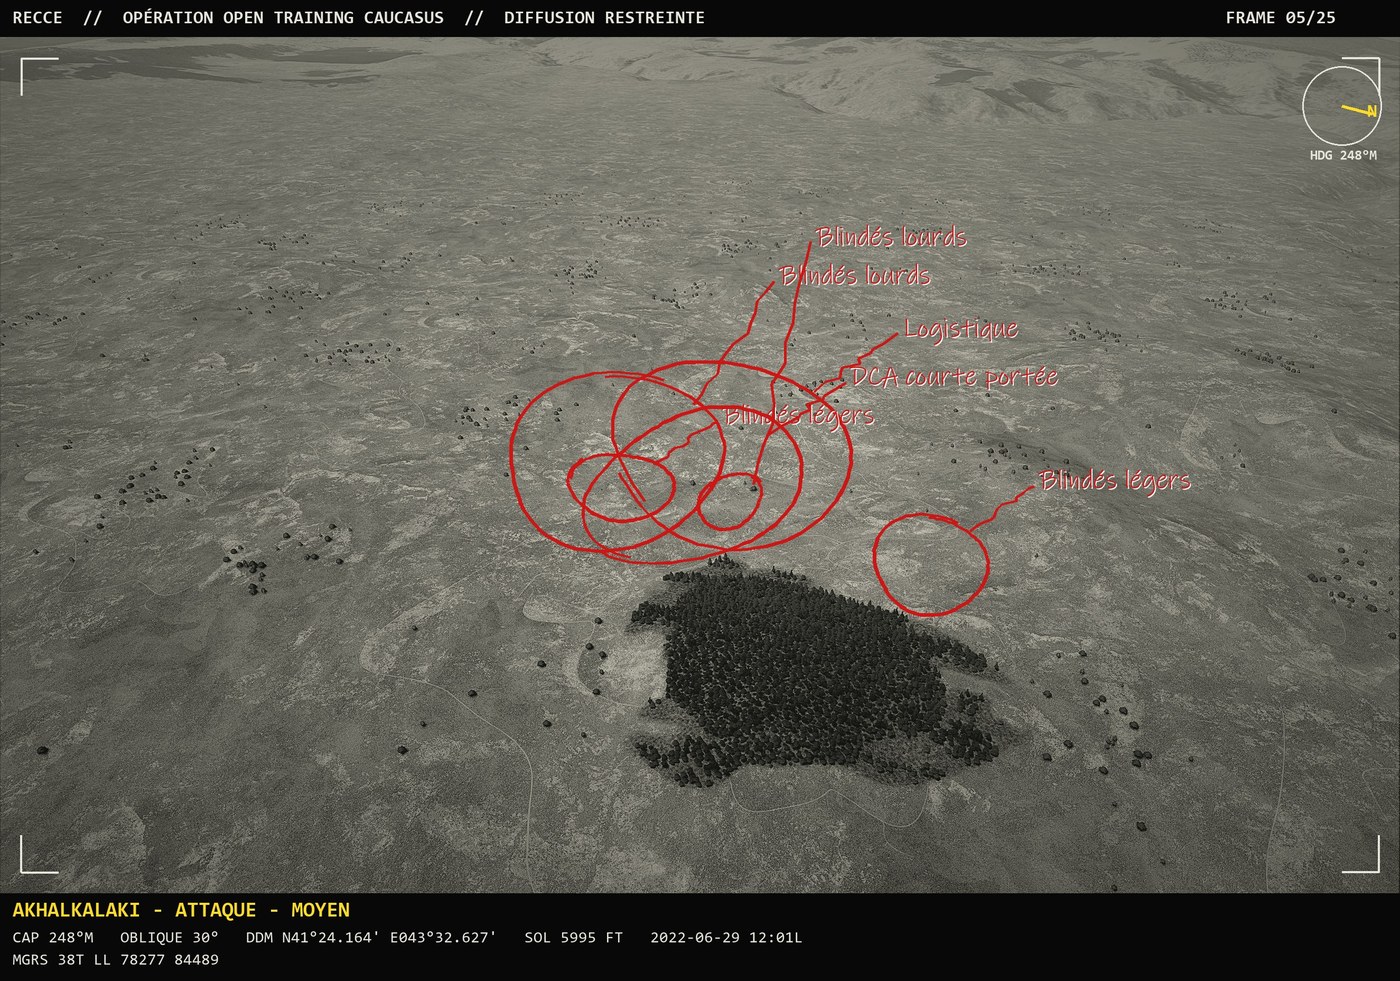 RECCE // OPÉRATION OPEN TRAINING CAUCASUS // DIFFUSION RESTREINTE
FRAME 05/25
N
HDG 248°M
Blindés lourds
Blindés lourds
Logistique
DCA courte portée
Blindés légers
Blindés légers
AKHALKALAKI - ATTAQUE - MOYEN
CAP 248°M OBLIQUE 30° DDM N41°24.164' E043°32.627' SOL 5995 FT 2022-06-29 12:01L
MGRS 38T LL 78277 84489